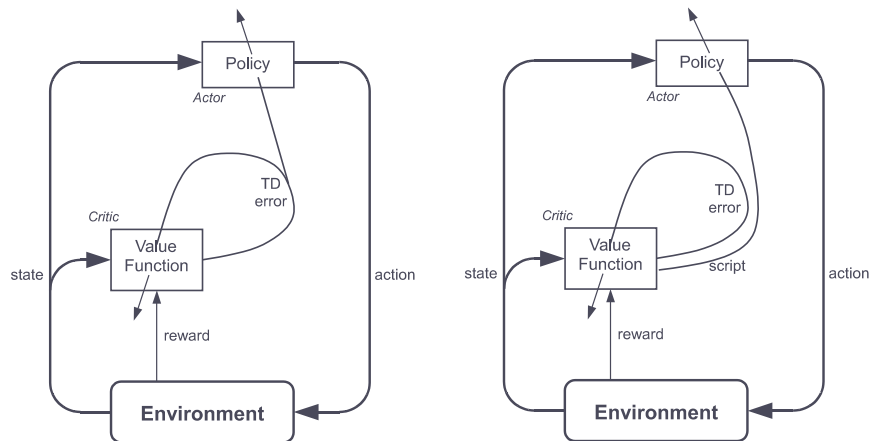 Policy
Actor
TD
error
Critic
Value
Function
state
action
reward
Environment
Policy
Actor
TD
error
Critic
Value
Function
script
state
action
reward
Environment